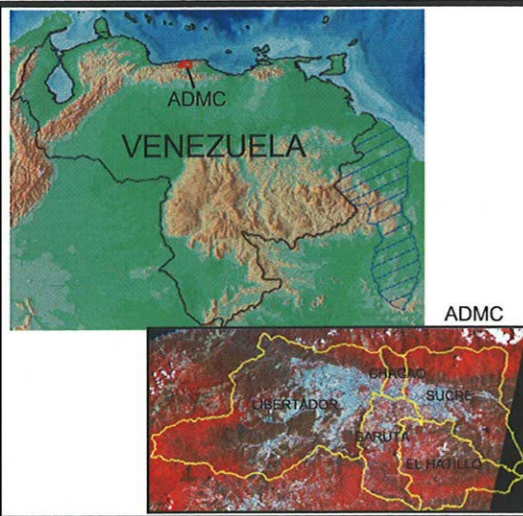 ADMC
VENEZUELA
ADMC
CHACAO
SUCRE
LIBERTADOR
BARUTA
EL HATILLO